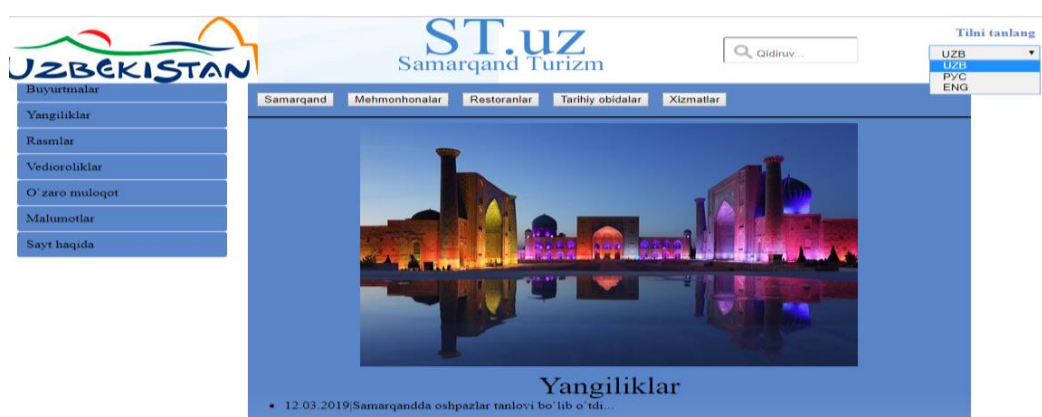 UZBEKISTAN
ST.uz
Samarqand Turizm
Qidiruv...
Tilni tanlang
UZB
UZB
РУС
ENG
Buyurtmalar
Yangiliklar
Rasmlar
Vedioroliklar
O`zaro muloqot
Malumotlar
Sayt haqida
Samarqand Mehmonhonalar Restoranlar Tarihiy obidalar Xizmatlar
Yangiliklar
• 12.03.2019|Samarqandda oshpazlar tanlovi bo`lib o`tdi...